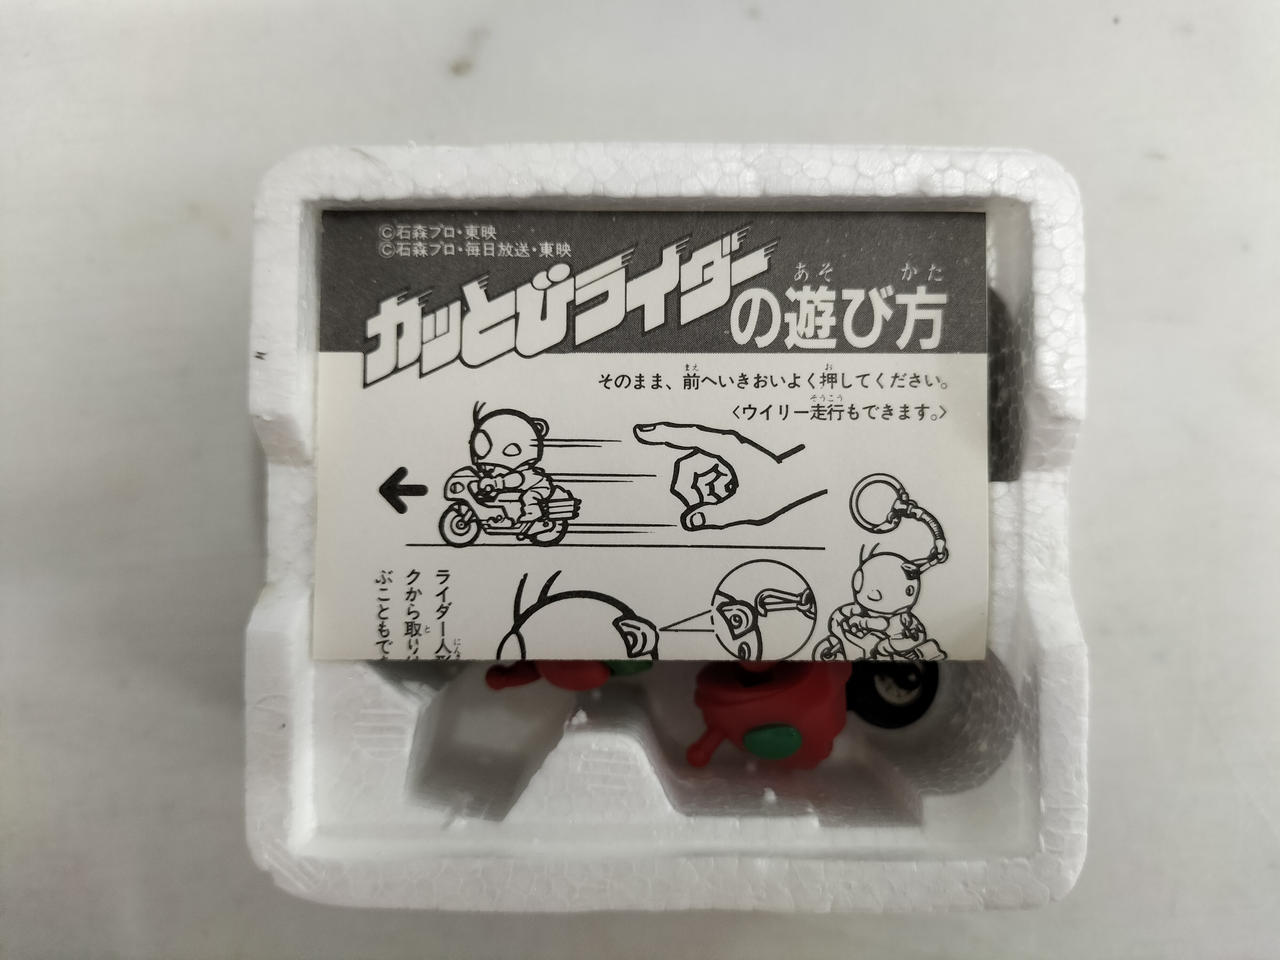 ©石森プロ・東映
©石森プロ・毎日放送・東映
カッとびライダーの遊び方
あそ かた
そのまま、前へいきおいよく押してください。
まえ お
〈ウイリー走行もできます。〉
そうこう
ライダー人形
クから取り
と
ぶこともで